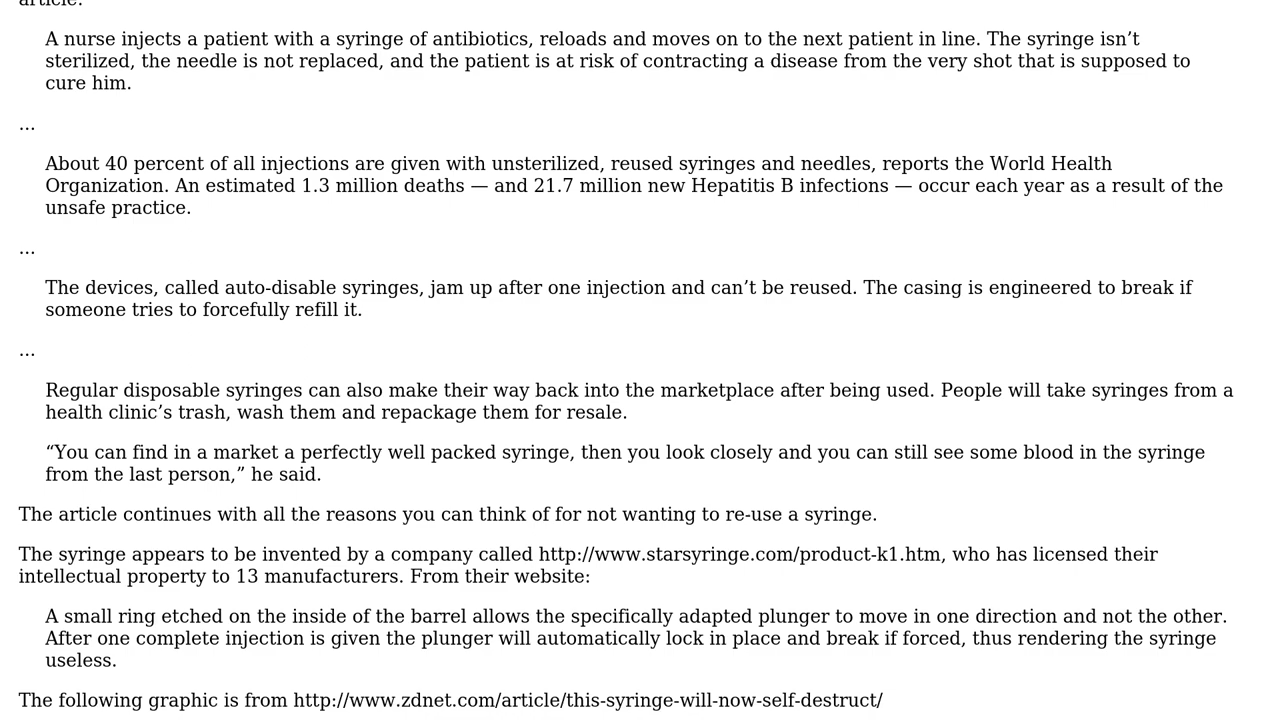 article:
A nurse injects a patient with a syringe of antibiotics, reloads and moves on to the next patient in line. The syringe isn’t
sterilized, the needle is not replaced, and the patient is at risk of contracting a disease from the very shot that is supposed to
cure him.
...
About 40 percent of all injections are given with unsterilized, reused syringes and needles, reports the World Health
Organization. An estimated 1.3 million deaths — and 21.7 million new Hepatitis B infections — occur each year as a result of the
unsafe practice.
...
The devices, called auto-disable syringes, jam up after one injection and can’t be reused. The casing is engineered to break if
someone tries to forcefully refill it.
...
Regular disposable syringes can also make their way back into the marketplace after being used. People will take syringes from a
health clinic’s trash, wash them and repackage them for resale.
“You can find in a market a perfectly well packed syringe, then you look closely and you can still see some blood in the syringe
from the last person,” he said.
The article continues with all the reasons you can think of for not wanting to re-use a syringe.
The syringe appears to be invented by a company called http://www.starsyringe.com/product-k1.htm, who has licensed their
intellectual property to 13 manufacturers. From their website:
A small ring etched on the inside of the barrel allows the specifically adapted plunger to move in one direction and not the other.
After one complete injection is given the plunger will automatically lock in place and break if forced, thus rendering the syringe
useless.
The following graphic is from http://www.zdnet.com/article/this-syringe-will-now-self-destruct/